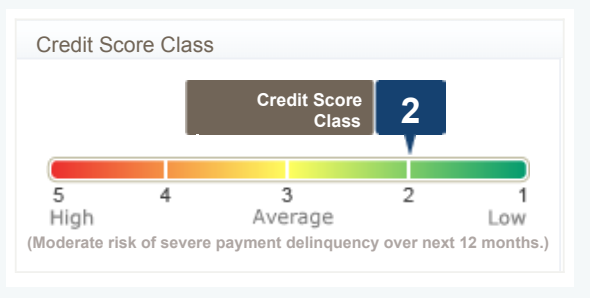 Credit Score Class
Credit Score
Class
2
5 4 3 2 1
High Average Low
(Moderate risk of severe payment delinquency over next 12 months.)